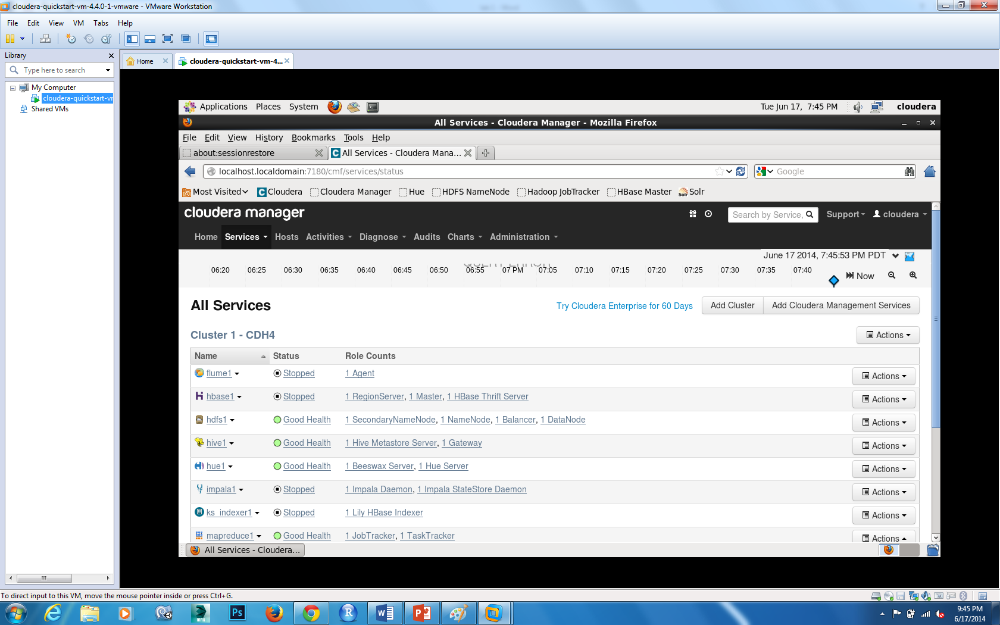 cloudera-quickstart-vm-4.4.0-1-vmware - VMware Workstation
File Edit View VM Tabs Help
Library
Type here to search
My Computer
cloudera-quickstart-vr
Shared VMs
Home
cloudera-quickstart-vm-4...
Applications Places System
Tue Jun 17, 7:45 PM
cloudera
All Services - Cloudera Manager - Mozilla Firefox
File Edit View History Bookmarks Tools Help
about:sessionrestore
All Services - Cloudera Mana...
localhost.localdomain:7180/cmf/services/status
Google
Most Visited Cloudera Cloudera Manager Hue HDFS NameNode Hadoop JobTracker HBase Master Solr
cloudera manager
Search by Service,
Support
cloudera
Home Services Hosts Activities Diagnose Audits Charts Administration
June 17 2014, 7:45:53 PM PDT
QUERY ERROR
06:20 06:25 06:30 06:35 06:40 06:45 06:50 06:55 07 PM 07:05 07:10 07:15 07:20 07:25 07:30 07:35 07:40
Now
All Services
Try Cloudera Enterprise for 60 Days
Add Cluster
Add Cloudera Management Services
Cluster 1 - CDH4
Actions
Name Status Role Counts
flume1 Stopped 1 Agent Actions
hbase1 Stopped 1 RegionServer, 1 Master, 1 HBase Thrift Server Actions
hdfs1 Good Health 1 SecondaryNameNode, 1 NameNode, 1 Balancer, 1 DataNode Actions
hive1 Good Health 1 Hive Metastore Server, 1 Gateway Actions
hue1 Good Health 1 Beeswax Server, 1 Hue Server Actions
impala1 Stopped 1 Impala Daemon, 1 Impala StateStore Daemon Actions
ks_indexer1 Stopped 1 Lily HBase Indexer Actions
mapreduce1 Good Health 1 JobTracker, 1 TaskTracker Actions
All Services - Cloudera...
To direct input to this VM, move the mouse pointer inside or press Ctrl+G.
9:45 PM
6/17/2014